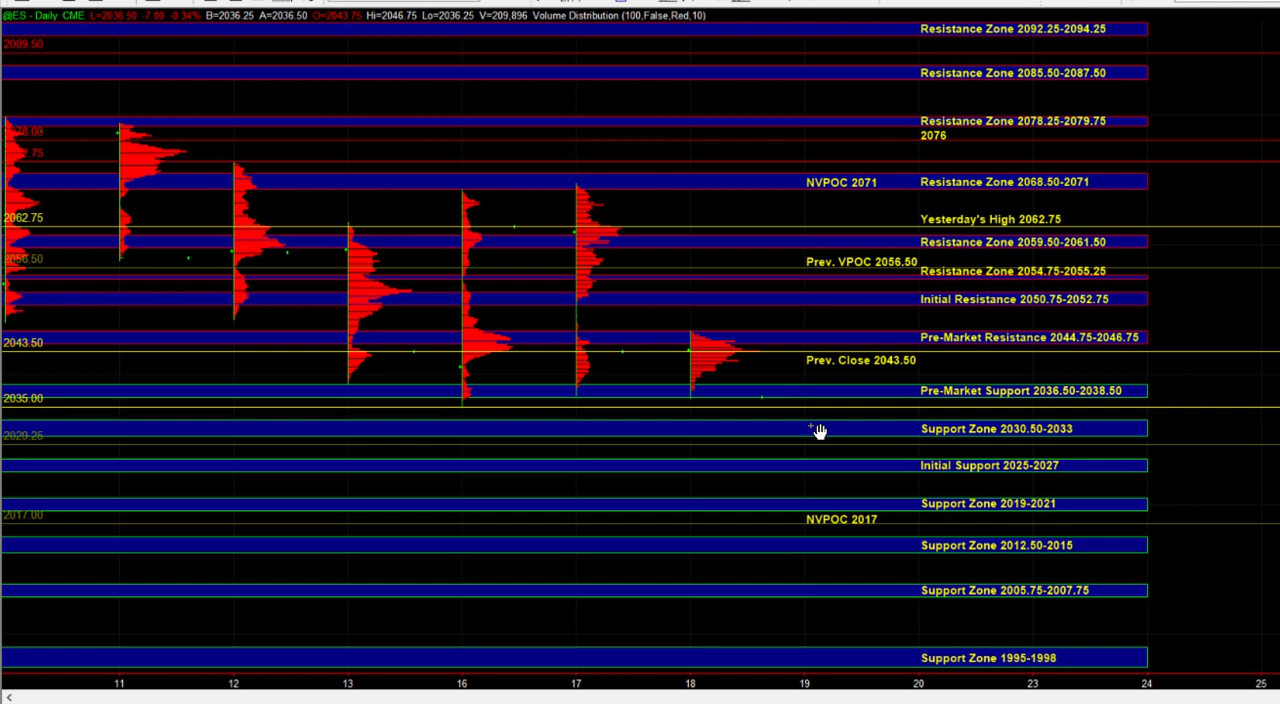 @ES - Daily CME L=2036.50 -7.00 -0.34% B=2036.25 A=2036.50 O=2043.75 Hi=2046.75 Lo=2036.25 V=209,896 Volume Distribution (100,False,Red,10)
Resistance Zone 2092.25-2094.25
2089.50
Resistance Zone 2085.50-2087.50
Resistance Zone 2078.25-2079.75
2076
NVPOC 2071 Resistance Zone 2068.50-2071
2062.75 Yesterday's High 2062.75
Resistance Zone 2059.50-2061.50
2056.50 Prev. VPOC 2056.50
Resistance Zone 2054.75-2055.25
Initial Resistance 2050.75-2052.75
Pre-Market Resistance 2044.75-2046.75
2043.50
Prev. Close 2043.50
Pre-Market Support 2036.50-2038.50
2035.00
Support Zone 2030.50-2033
2029.25
Initial Support 2025-2027
Support Zone 2019-2021
2017.00 NVPOC 2017
Support Zone 2012.50-2015
Support Zone 2005.75-2007.75
Support Zone 1995-1998
11 12 13 16 17 18 19 20 23 24 25